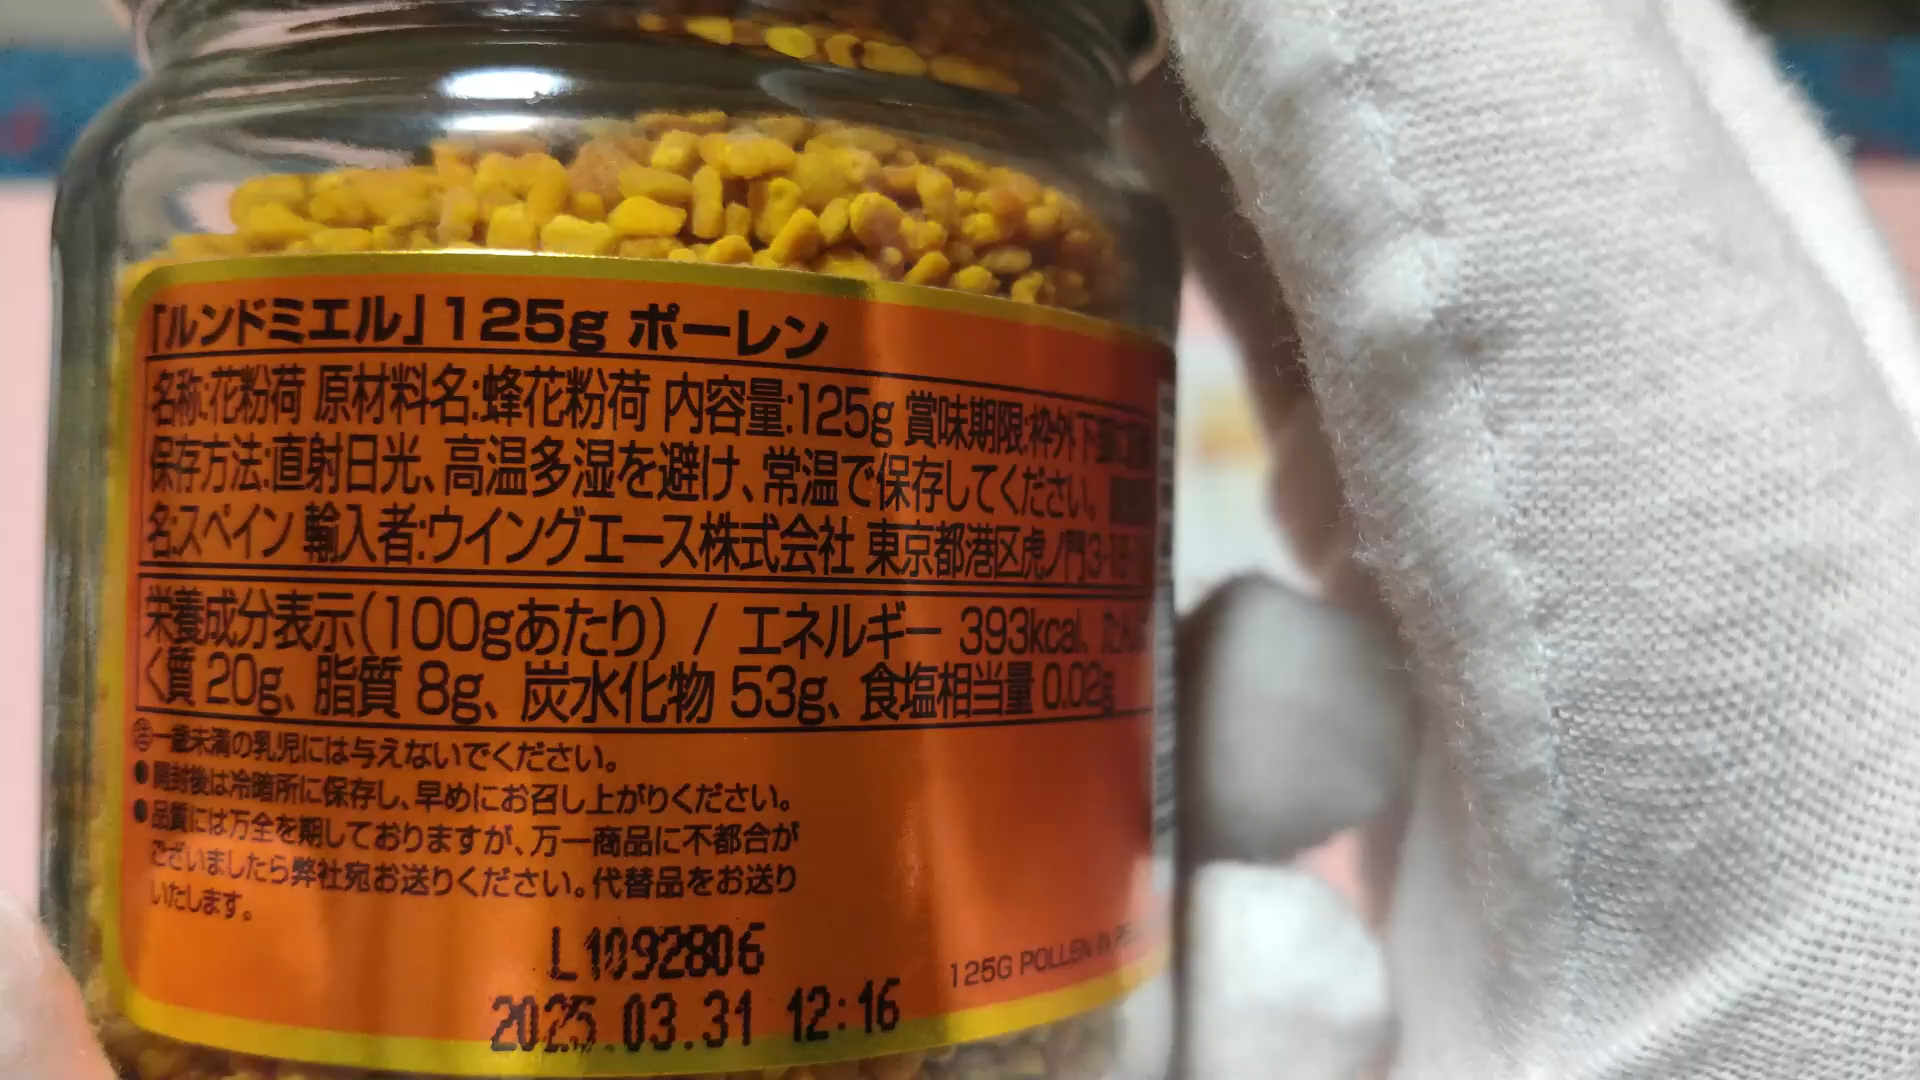 「ルンドミエル」125g ポーレン
名称:花粉荷 原材料名:蜂花粉荷 内容量:125g 賞味期限:枠外下
保存方法:直射日光、高温多湿を避け、常温で保存してください。
名:スペイン 輸入者:ウイングエース株式会社 東京都港区虎ノ門3-
栄養成分表示(100gあたり) / エネルギー 393kcal、たんぱ
く質 20g、脂質 8g、炭水化物 53g、食塩相当量 0.02g
一歳未満の乳児には与えないでください。
●開封後は冷暗所に保存し、早めにお召し上がりください。
●品質には万全を期しておりますが、万一商品に不都合が
ございましたら弊社宛お送りください。代替品をお送り
いたします。
L1092806
2025.03.31 12:16
125G POLLEN IN